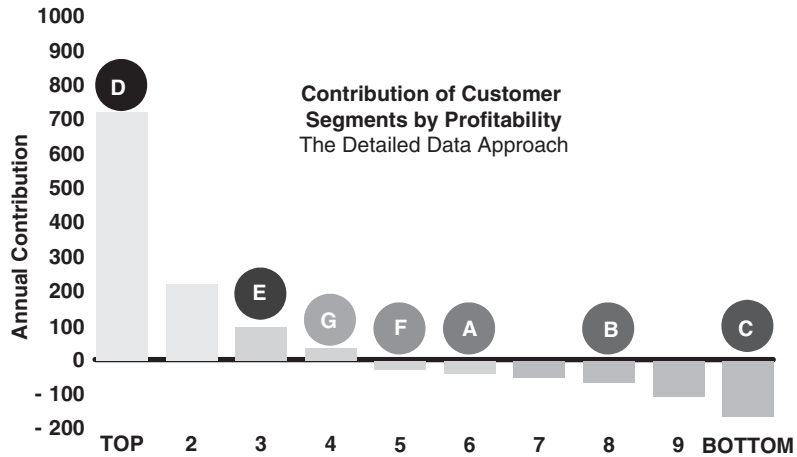 1000
900
800
700
600
500
400
300
200
100
0
- 100
- 200
Annual Contribution
Contribution of Customer
Segments by Profitability
The Detailed Data Approach
D
E
G
F
A
B
C
TOP 2 3 4 5 6 7 8 9 BOTTOM